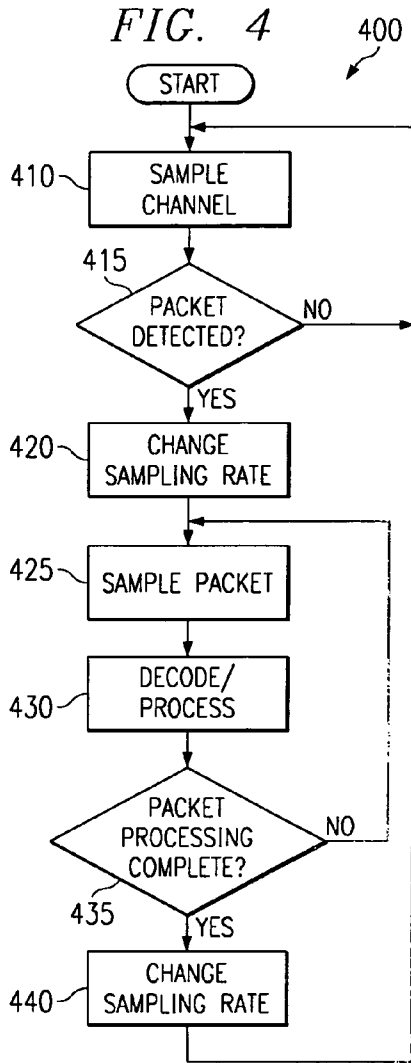 FIG. 4
400
START
410
SAMPLE
CHANNEL
415
PACKET
DETECTED?
NO
YES
420
CHANGE
SAMPLING RATE
425
SAMPLE PACKET
430
DECODE/
PROCESS
PACKET
PROCESSING
COMPLETE?
NO
435
YES
440
CHANGE
SAMPLING RATE